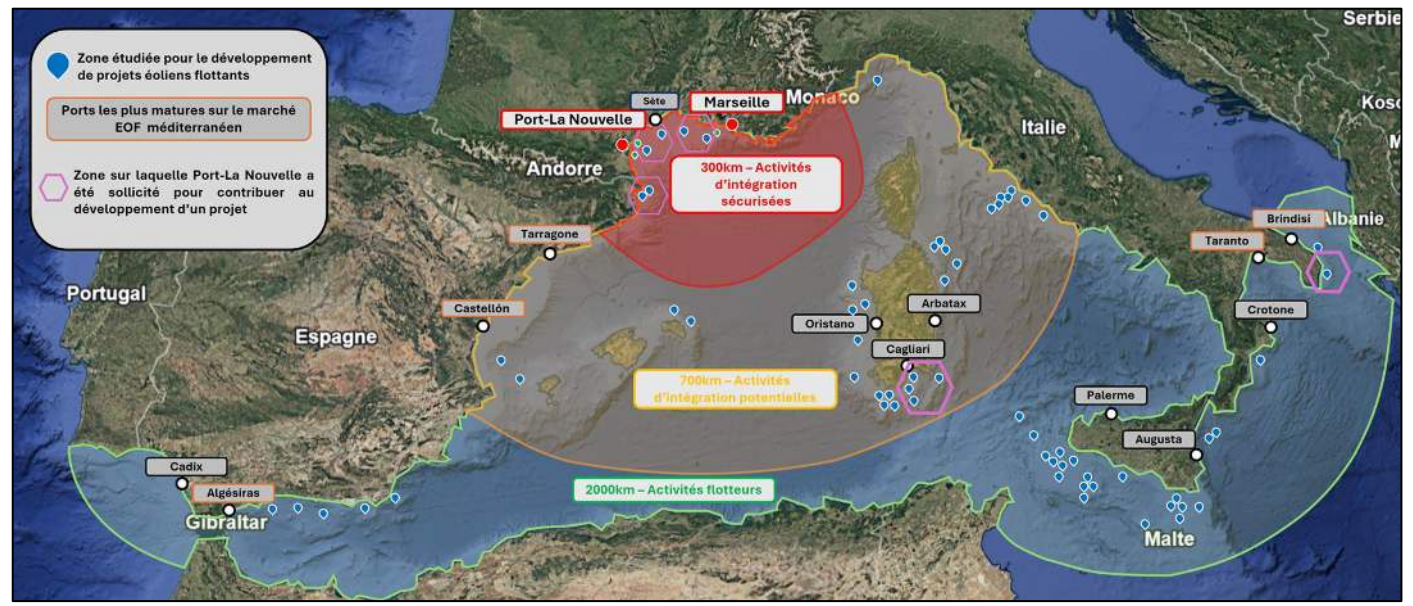 Zone étudiée pour le développement
de projets éoliens flottants
Ports les plus matures sur le marché
EOF méditerranéen
Zone sur laquelle Port-La Nouvelle a
été sollicité pour contribuer au
développement d'un projet
Serbie
Sète
Marseille
Monaco
Port-La Nouvelle
Italie
Andorre
300km – Activités
d'intégration
sécurisées
Tarragone
Brindisi
Albanie
Taranto
Portugal
Castellón
Espagne
Oristano
Arbatax
Crotone
Cagliari
700km – Activités
d'intégration potentielles
Palerme
Augusta
Cadix
Algésiras
Gibraltar
2000km – Activités flotteurs
Malte